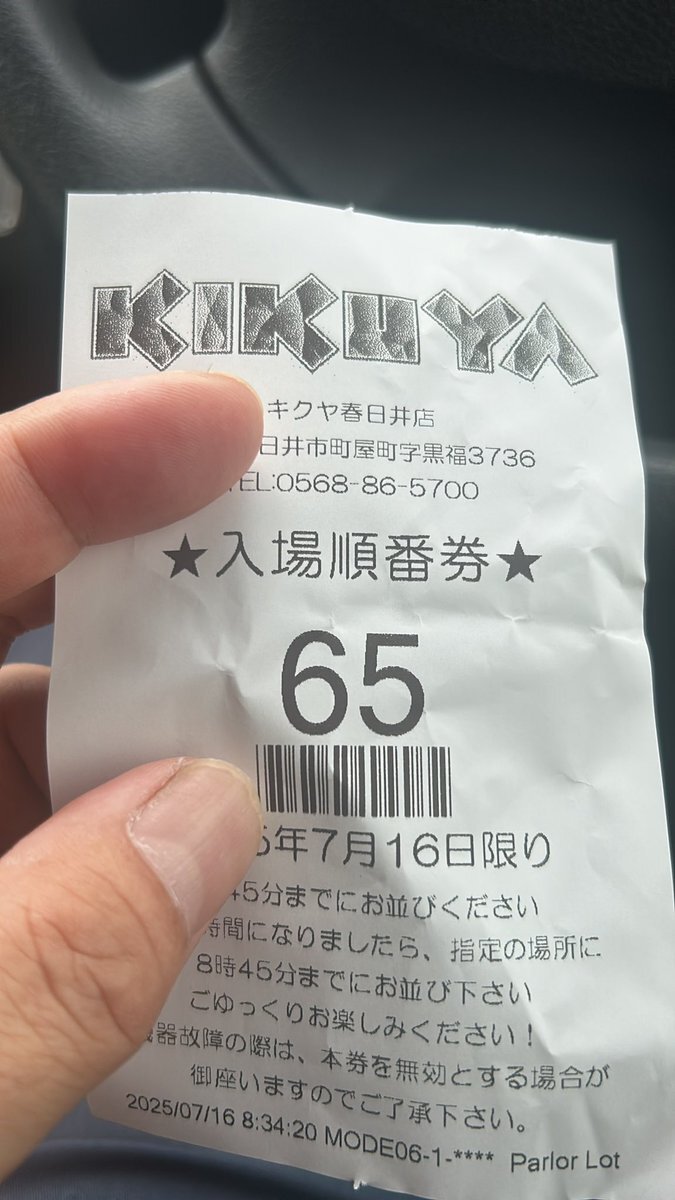 KIKUYA
キクヤ春日井店
日井市町屋町字黒福3736
TEL:0568-86-5700
★入場順番券★
65
5年7月16日限り
45分までにお並びください
時間になりましたら、指定の場所に
8時45分までにお並び下さい
ごゆっくりお楽しみください！
機器故障の際は、本券を無効とする場合が
御座いますのでご了承下さい。
2025/07/16 8:34:20 MODE06-1-**** Parlor Lot